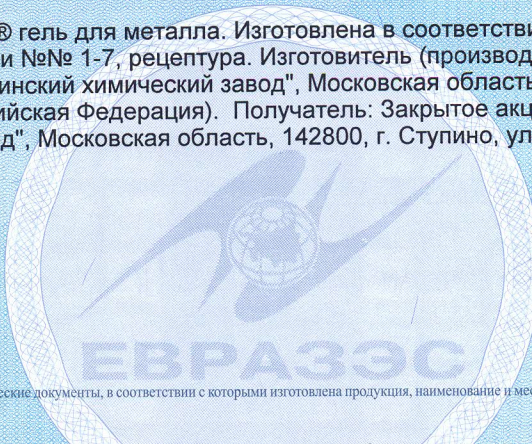 ® гель для металла. Изготовлена в соответстви
и №№ 1-7, рецептура. Изготовитель (производ
инский химический завод", Московская область
йская Федерация). Получатель: Закрытое акц
д", Московская область, 142800, г. Ступино, ул
ЕВРАЗЭС
еские документы, в соответствии с которыми изготовлена продукция, наименование и мес